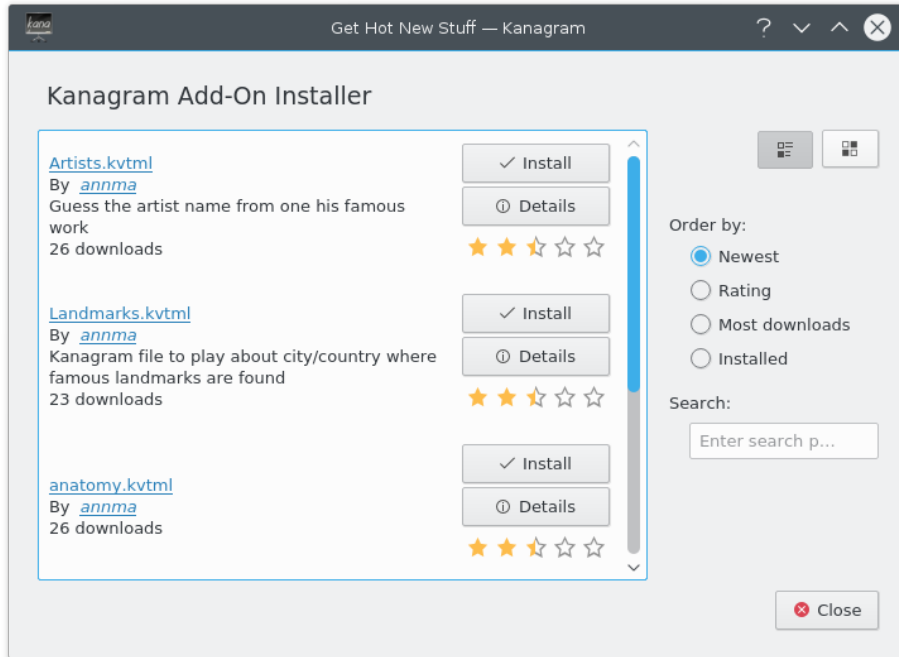 kana
Get Hot New Stuff — Kanagram
Kanagram Add-On Installer
Artists.kvtml
By annma
Guess the artist name from one his famous
work
26 downloads
Install
Details
Landmarks.kvtml
By annma
Kanagram file to play about city/country where
famous landmarks are found
23 downloads
Install
Details
anatomy.kvtml
By annma
26 downloads
Install
Details
Order by:
Newest
Rating
Most downloads
Installed
Search:
Enter search p...
Close